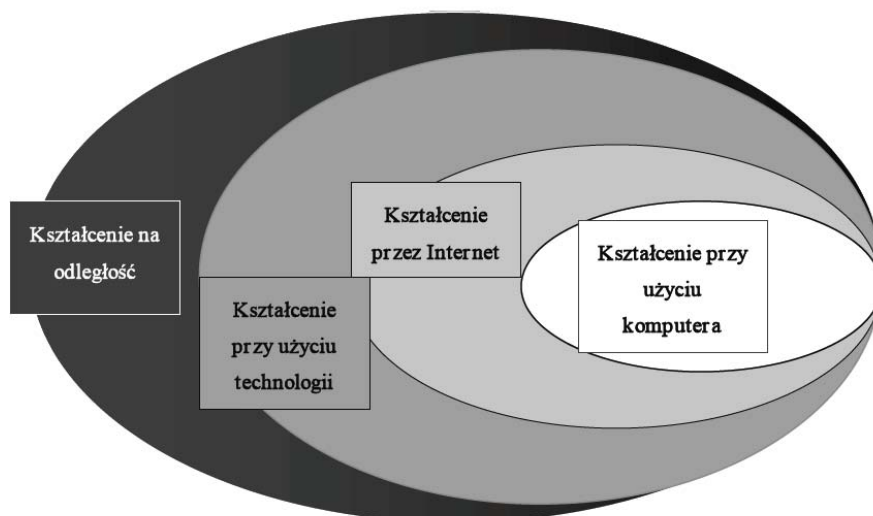 Kształcenie na
odległość
Kształcenie
przy użyciu
technologii
Kształcenie
przez Internet
Kształcenie przy
użyciu
komputera